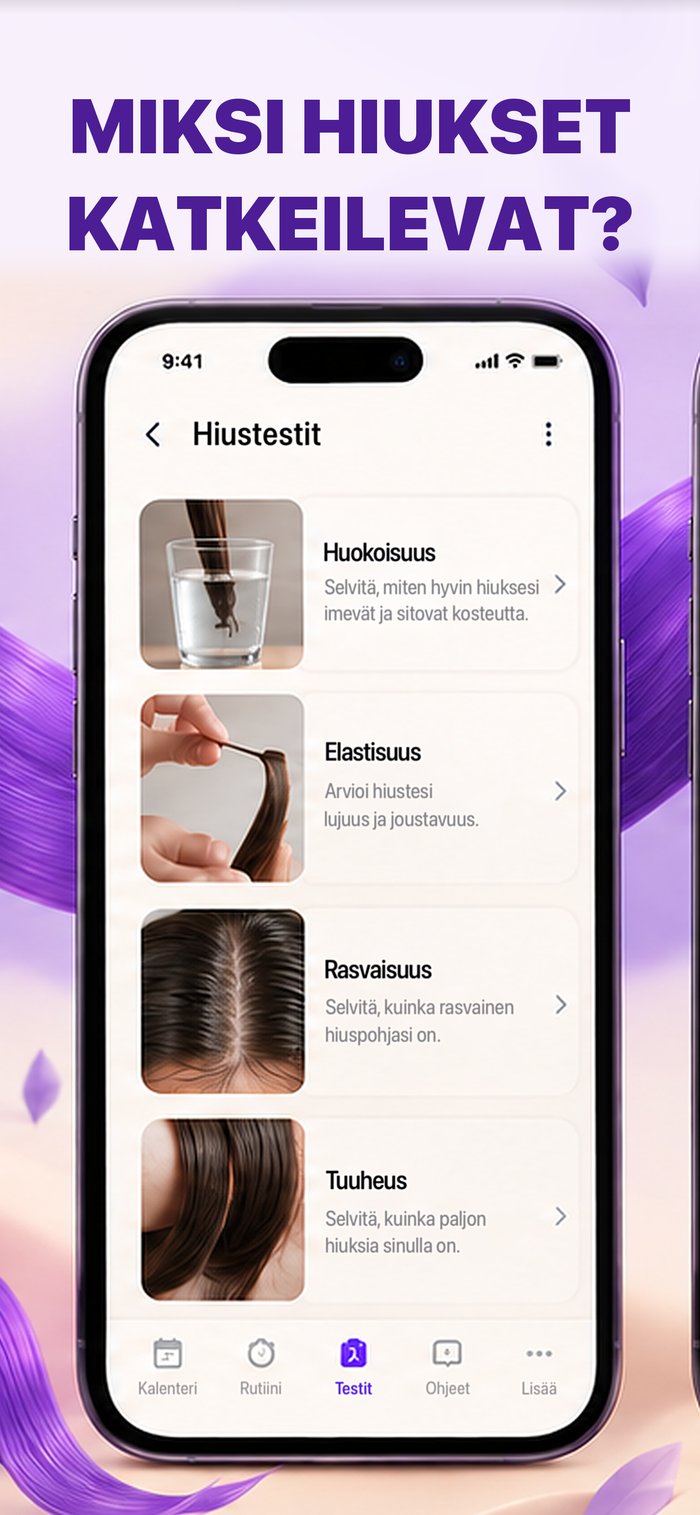 MIKSI HIUKSET
KATKEILEVAT?
9:41
Hiustestit
Huokoisuus
Selvitä, miten hyvin hiuksesi
imevät ja sitovat kosteutta.
Elastisuus
Arvioi hiustesi
lujuus ja joustavuus.
Rasvaisuus
Selvitä, kuinka rasvainen
hiuspohjasi on.
Tuuheus
Selvitä, kuinka paljon
hiuksia sinulla on.
Kalenteri Rutiini Testit Ohjeet Lisää